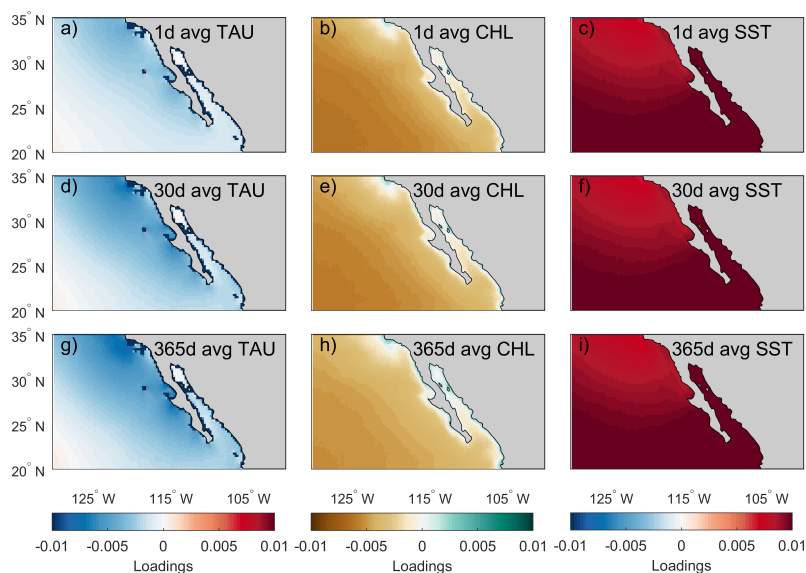 35° N a) 1d avg TAU b) 1d avg CHL c) 1d avg SST
30° N
25° N
20° N
35° N d) 30d avg TAU e) 30d avg CHL f) 30d avg SST
30° N
25° N
20° N
35° N g) 365d avg TAU h) 365d avg CHL i) 365d avg SST
30° N
25° N
20° N
125° W 115° W 105° W 125° W 115° W 105° W 125° W 115° W 105° W
-0.01 -0.005 0 0.005 0.01 -0.01 -0.005 0 0.005 0.01 -0.01 -0.005 0 0.005 0.01
Loadings Loadings Loadings